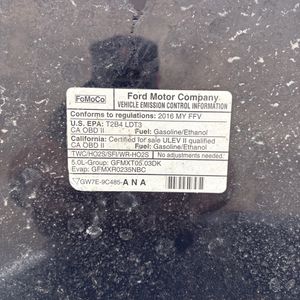 FoMoCo
Ford Motor Company
VEHICLE EMISSION CONTROL INFORMATION
Conforms to regulations: 2016 MY FFV
U.S. EPA: T2B4 LDT3
CA OBD II Fuel: Gasoline/Ethanol
California: Certified for sale ULEV II qualified
CA OBD II Fuel: Gasoline/Ethanol
TWC/HO2S/SFI/WR-HO2S No adjustments needed.
5.0L-Group: GFMXT05.03DK
Evap: GFMXR0235NBC
GW7E-9C485-ANA